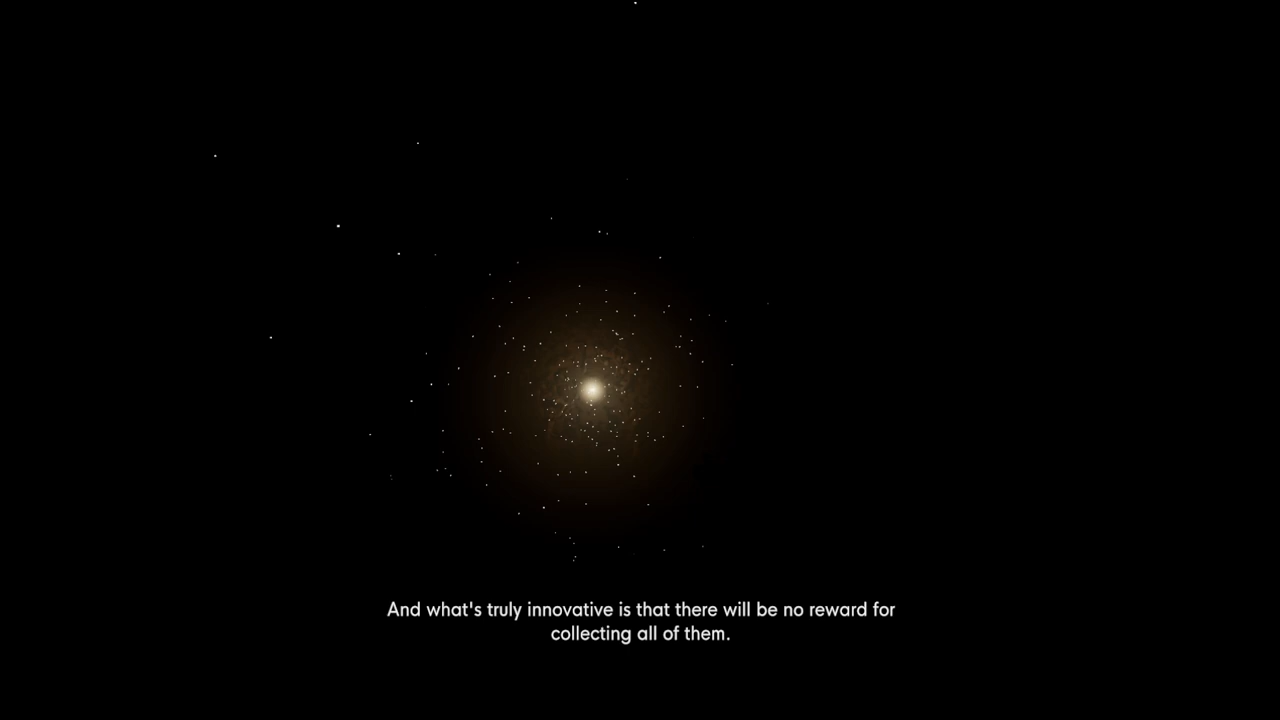 And what's truly innovative is that there will be no reward for
collecting all of them.